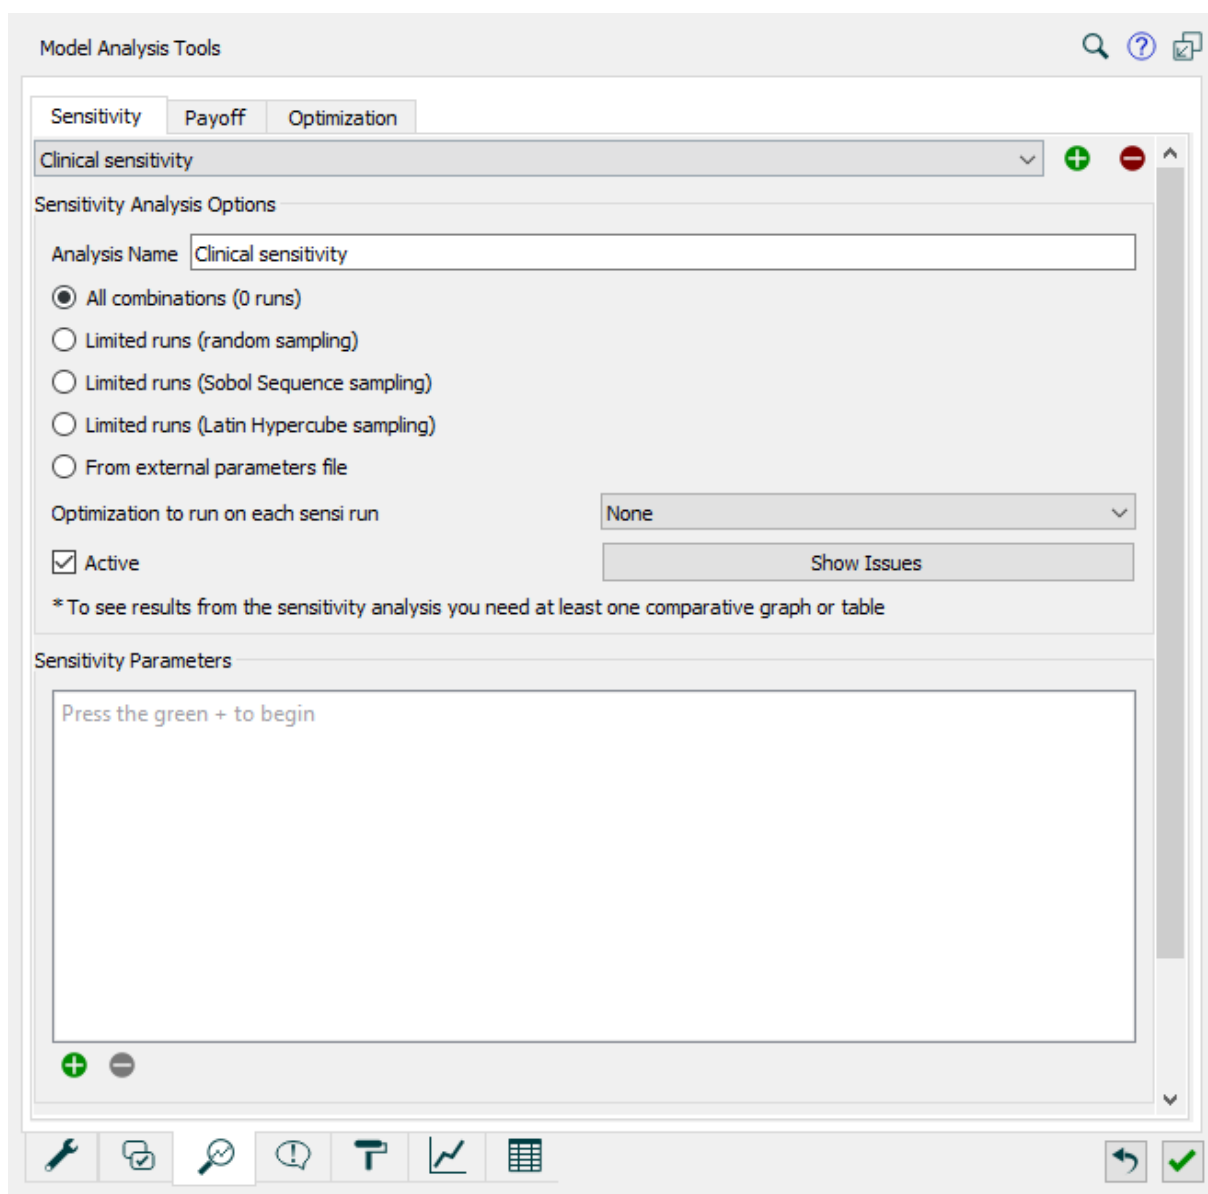 Model Analysis Tools
Sensitivity Payoff Optimization
Clinical sensitivity
Sensitivity Analysis Options
Analysis Name Clinical sensitivity
All combinations (0 runs)
Limited runs (random sampling)
Limited runs (Sobol Sequence sampling)
Limited runs (Latin Hypercube sampling)
From external parameters file
Optimization to run on each sensi run None
Active Show Issues
* To see results from the sensitivity analysis you need at least one comparative graph or table
Sensitivity Parameters
Press the green + to begin